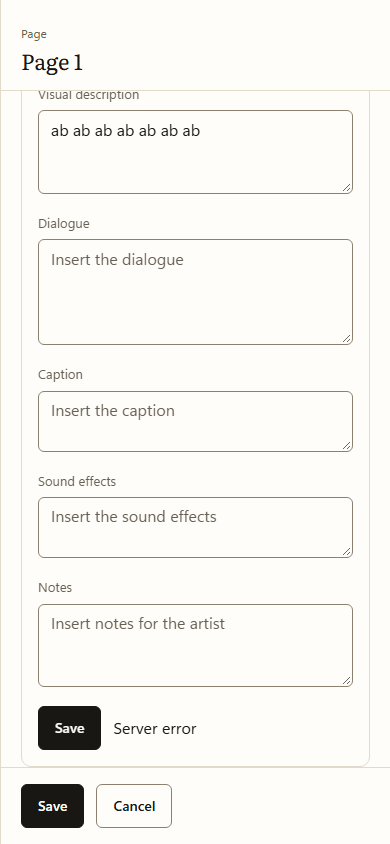 Page
Page 1
Visual description
ab ab ab ab ab ab ab
Dialogue
Insert the dialogue
Caption
Insert the caption
Sound effects
Insert the sound effects
Notes
Insert notes for the artist
Save Server error
Save Cancel